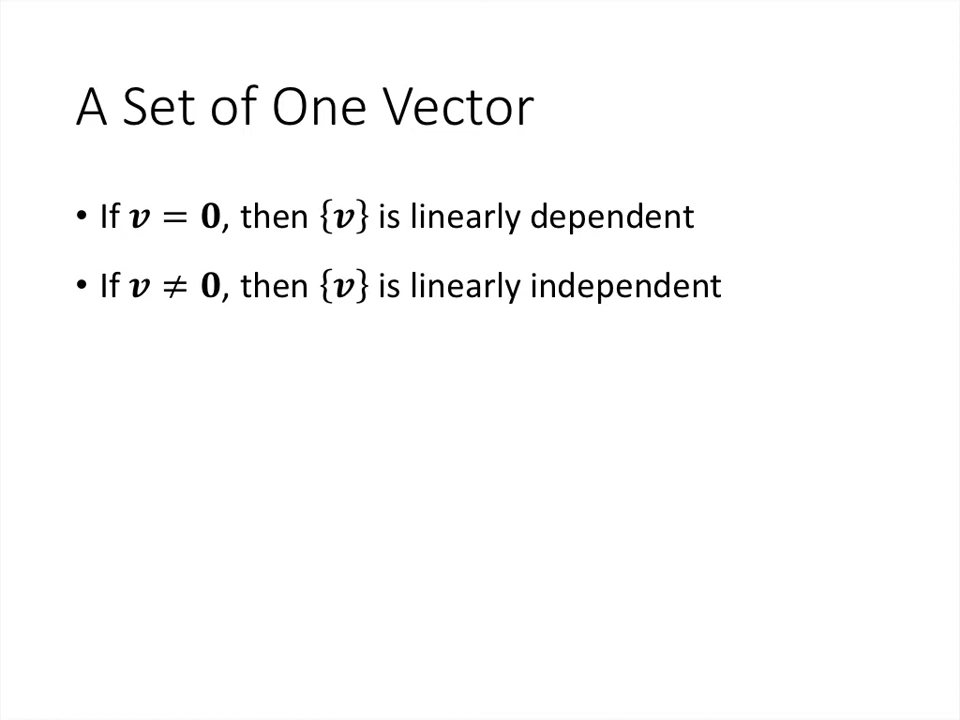 A Set of One Vector
• If 𝒗 = 𝟎, then {𝒗} is linearly dependent
• If 𝒗 ≠ 𝟎, then {𝒗} is linearly independent